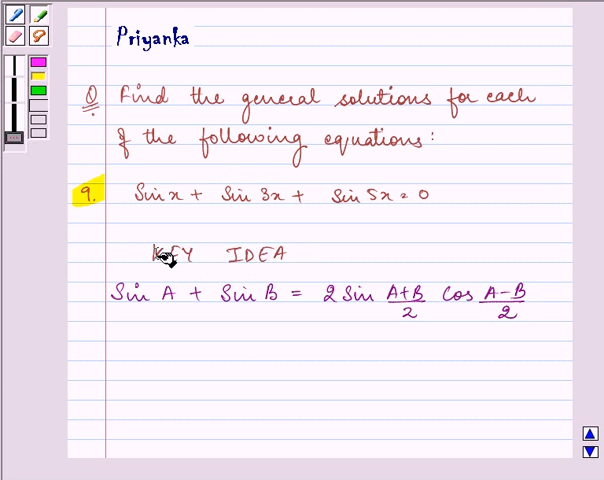 Priyanka
Q. Find the general solutions for each
of the following equations:
9. Sin x + Sin 3x + Sin 5x = 0
KEY IDEA
Sin A + Sin B = 2 Sin A+B/2 Cos A-B/2